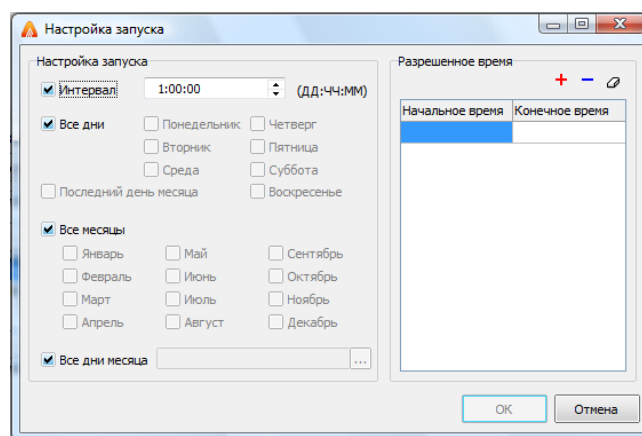 Настройка запуска
Настройка запуска
Интервал 1:00:00 (ДД:ЧЧ:ММ)
Все дни Понедельник Четверг
Вторник Пятница
Среда Суббота
Последний день месяца Воскресенье
Все месяцы
Январь Май Сентябрь
Февраль Июнь Октябрь
Март Июль Ноябрь
Апрель Август Декабрь
Все дни месяца ...
Разрешенное время
Начальное время Конечное время
OK Отмена